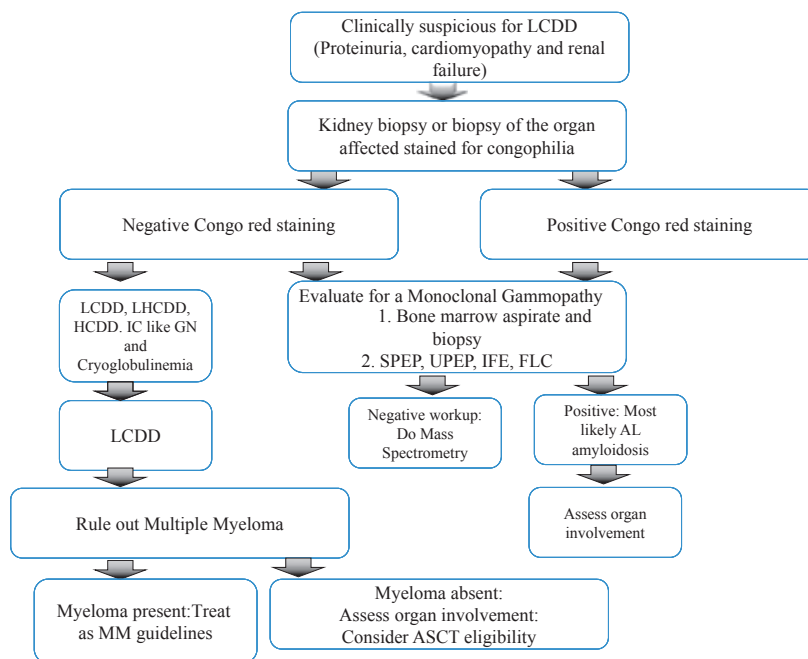 Clinically suspicious for LCDD
(Proteinuria, cardiomyopathy and renal
failure)
Kidney biopsy or biopsy of the organ
affected stained for congophilia
Negative Congo red staining
Positive Congo red staining
LCDD, LHCDD,
HCDD. IC like GN
and
Cryoglobulinemia
Evaluate for a Monoclonal Gammopathy
1. Bone marrow aspirate and
biopsy
2. SPEP, UPEP, IFE, FLC
LCDD
Negative workup:
Do Mass
Spectrometry
Positive: Most
likely AL
amyloidosis
Rule out Multiple Myeloma
Assess organ
involvement
Myeloma present:Treat
as MM guidelines
Myeloma absent:
Assess organ involvement:
Consider ASCT eligibility